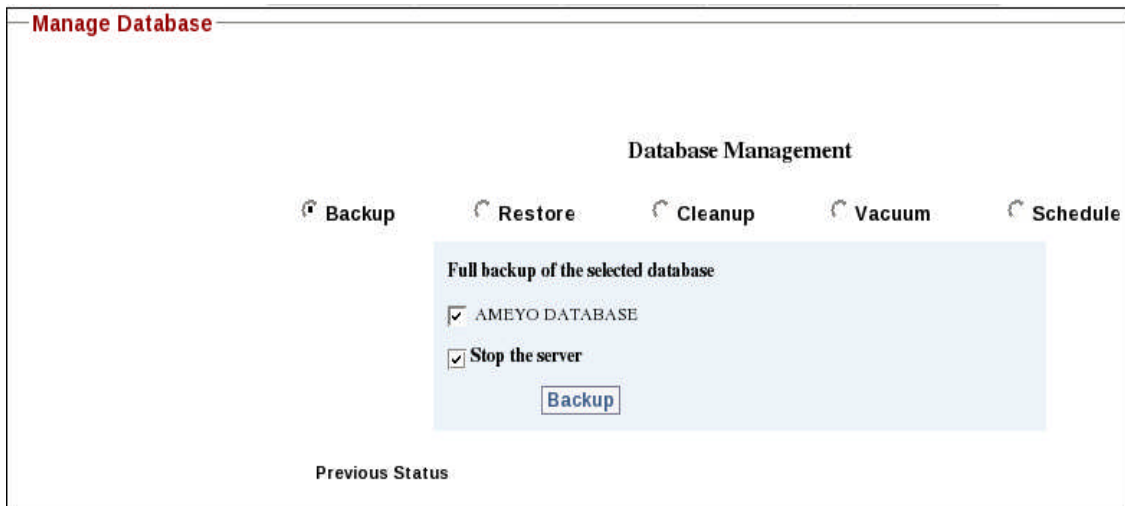 Manage Database
Database Management
Backup Restore Cleanup Vacuum Schedule
Full backup of the selected database
AMEYO DATABASE
Stop the server
Backup
Previous Status